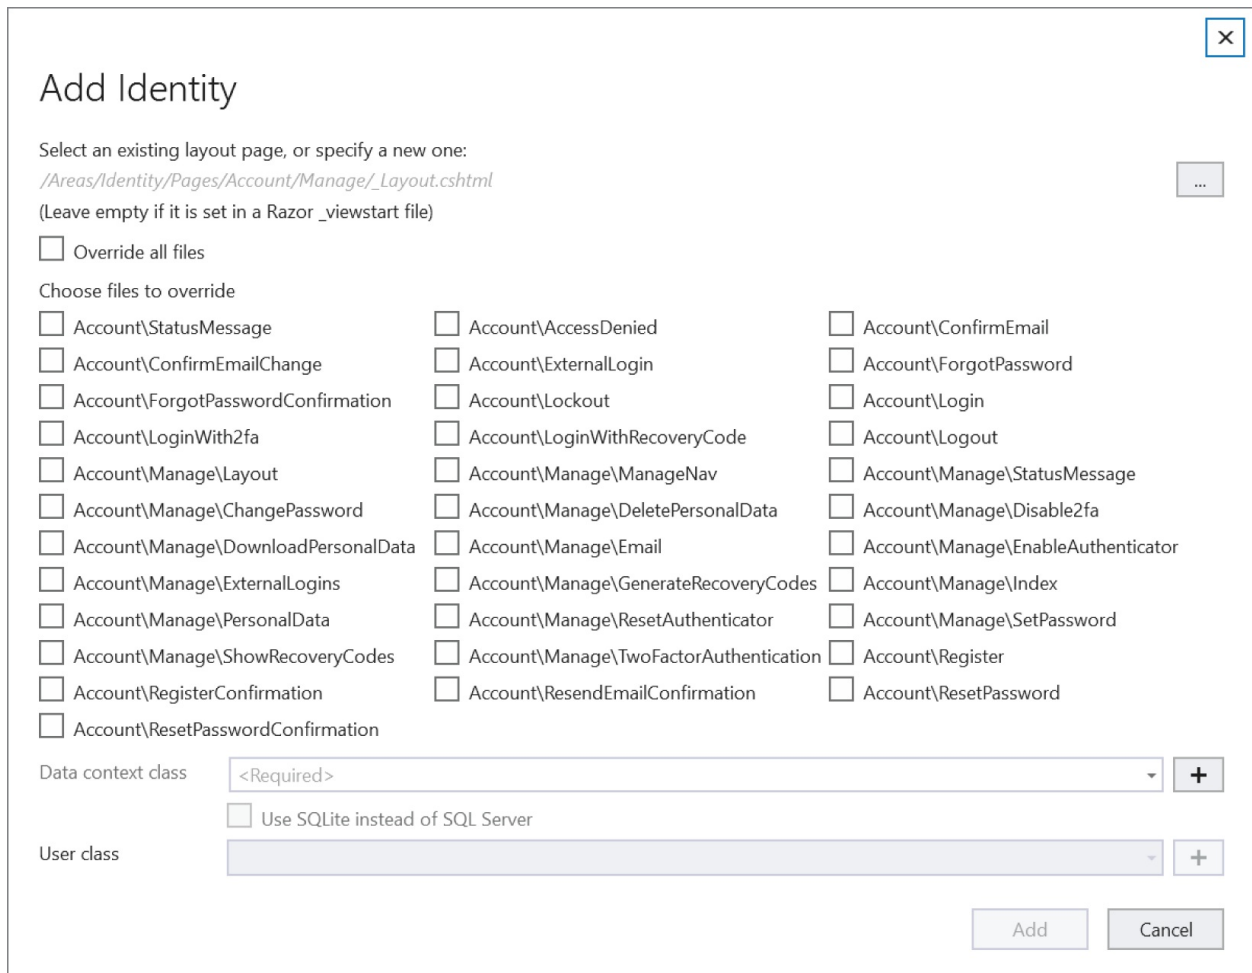 Add Identity
Select an existing layout page, or specify a new one:
/Areas/Identity/Pages/Account/Manage/_Layout.cshtml
...
(Leave empty if it is set in a Razor _viewstart file)
Override all files
Choose files to override
Account\StatusMessage Account\AccessDenied Account\ConfirmEmail
Account\ConfirmEmailChange Account\ExternalLogin Account\ForgotPassword
Account\ForgotPasswordConfirmation Account\Lockout Account\Login
Account\LoginWith2fa Account\LoginWithRecoveryCode Account\Logout
Account\Manage\Layout Account\Manage\ManageNav Account\Manage\StatusMessage
Account\Manage\ChangePassword Account\Manage\DeletePersonalData Account\Manage\Disable2fa
Account\Manage\DownloadPersonalData Account\Manage\Email Account\Manage\EnableAuthenticator
Account\Manage\ExternalLogins Account\Manage\GenerateRecoveryCodes Account\Manage\Index
Account\Manage\PersonalData Account\Manage\ResetAuthenticator Account\Manage\SetPassword
Account\Manage\ShowRecoveryCodes Account\Manage\TwoFactorAuthentication Account\Register
Account\RegisterConfirmation Account\ResendEmailConfirmation Account\ResetPassword
Account\ResetPasswordConfirmation
Data context class <Required> +
Use SQLite instead of SQL Server
User class +
Add Cancel